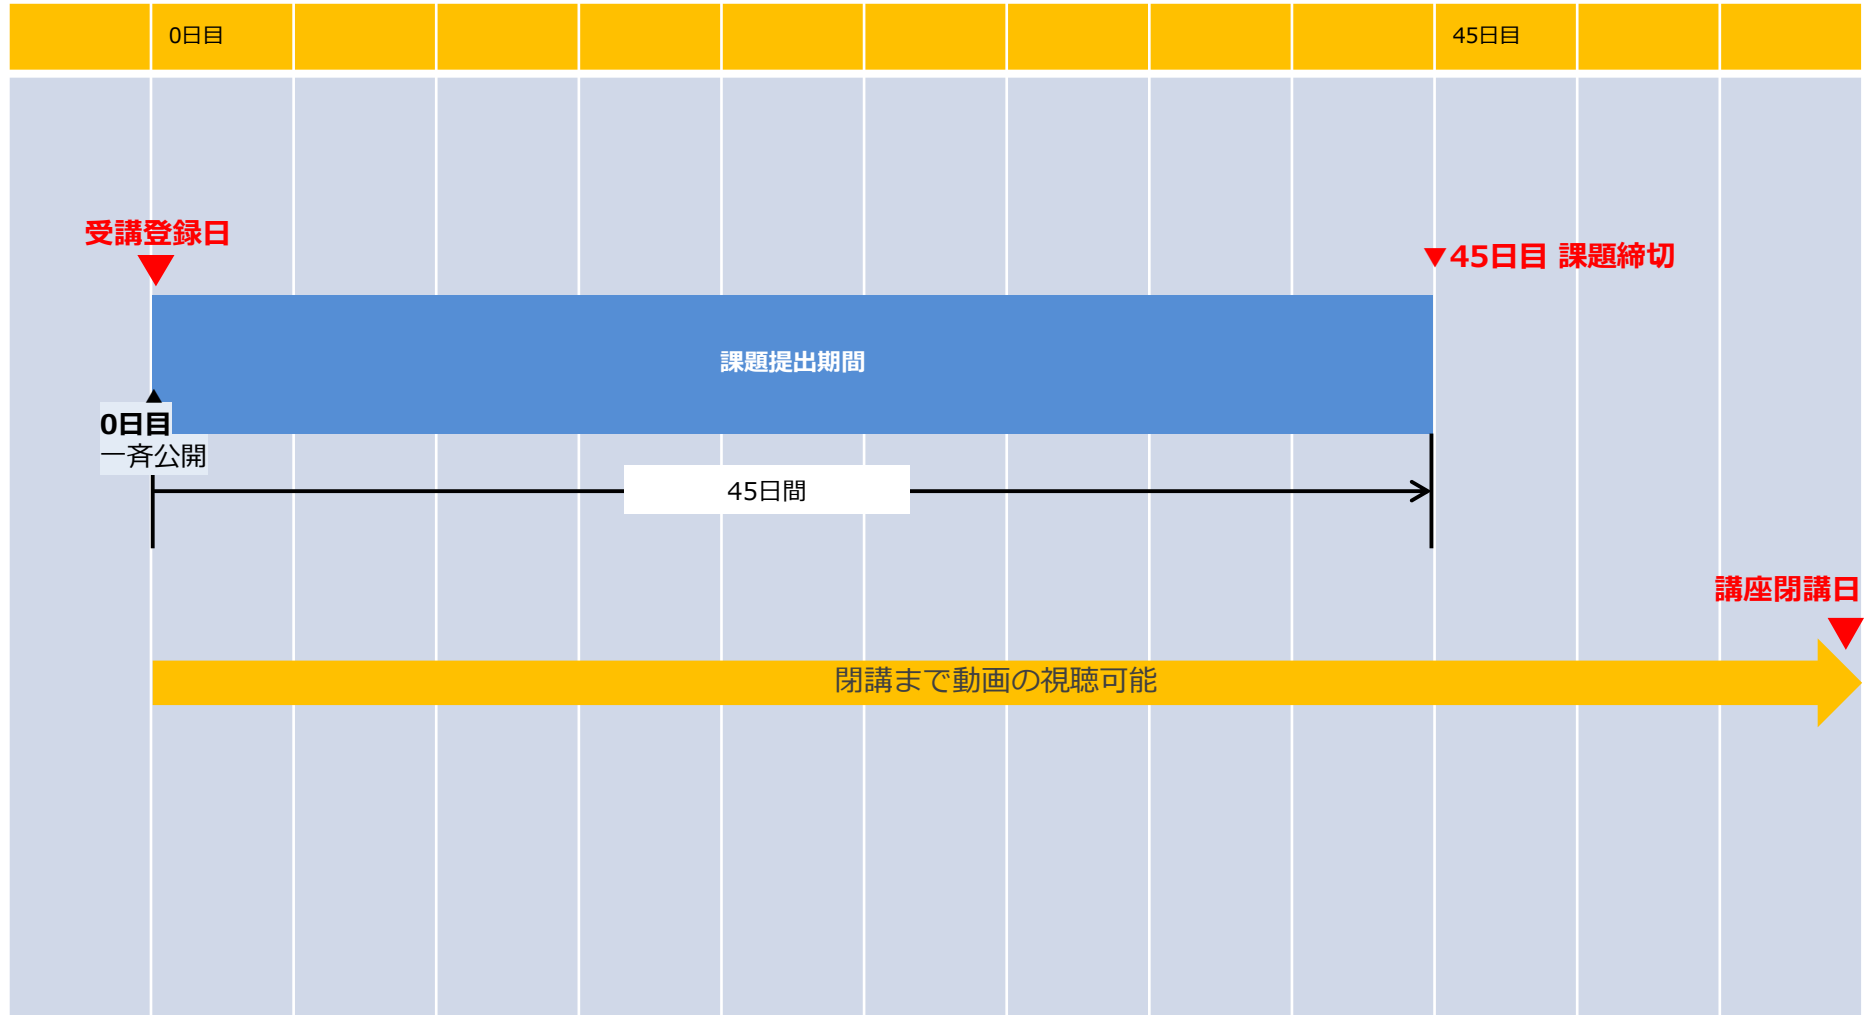 0日目
45日目
受講登録日
45日目 課題締切
課題提出期間
0日目
一斉公開
45日間
講座閉講日
閉講まで動画の視聴可能